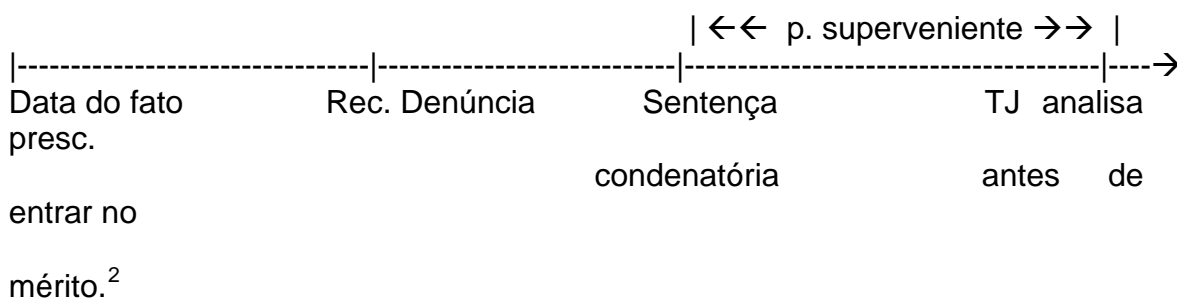 | ←← p. superveniente →→ |
|---------------------------------|----------------------------|---------------------------------------|----→
Data do fato Rec. Denúncia Sentença TJ analisa
presc.
condenatória antes de
entrar no
mérito.²